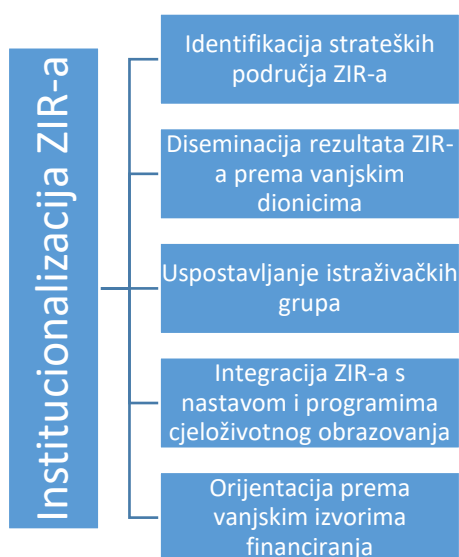 Institucionalizacija ZIR-a
Identifikacija strateških
područja ZIR-a
Diseminacija rezultata ZIR-
a prema vanjskim
dionicima
Uspostavljanje istraživačkih
grupa
Integracija ZIR-a s
nastavom i programima
cjeloživotnog obrazovanja
Orijentacija prema
vanjskim izvorima
financiranja